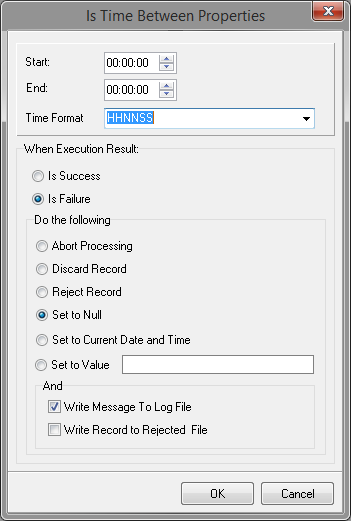 Is Time Between Properties
Start: 00:00:00
End: 00:00:00
Time Format HHNNSS
When Execution Result:
Is Success
Is Failure
Do the following
Abort Processing
Discard Record
Reject Record
Set to Null
Set to Current Date and Time
Set to Value
And
Write Message To Log File
Write Record to Rejected File
OK Cancel